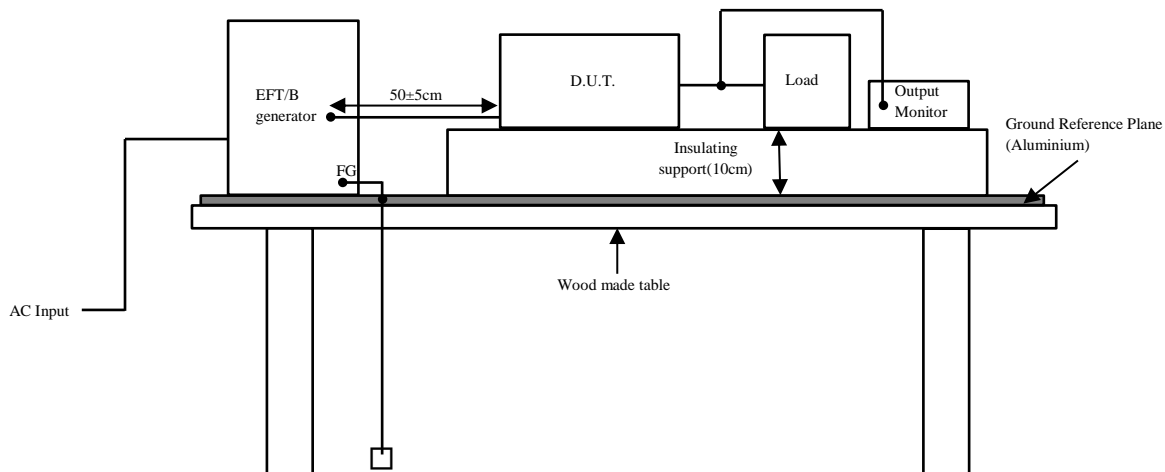 EFT/B
generator
50±5cm
D.U.T.
Load
Output
Monitor
Ground Reference Plane
(Aluminium)
Insulating
support(10cm)
FG
Wood made table
AC Input